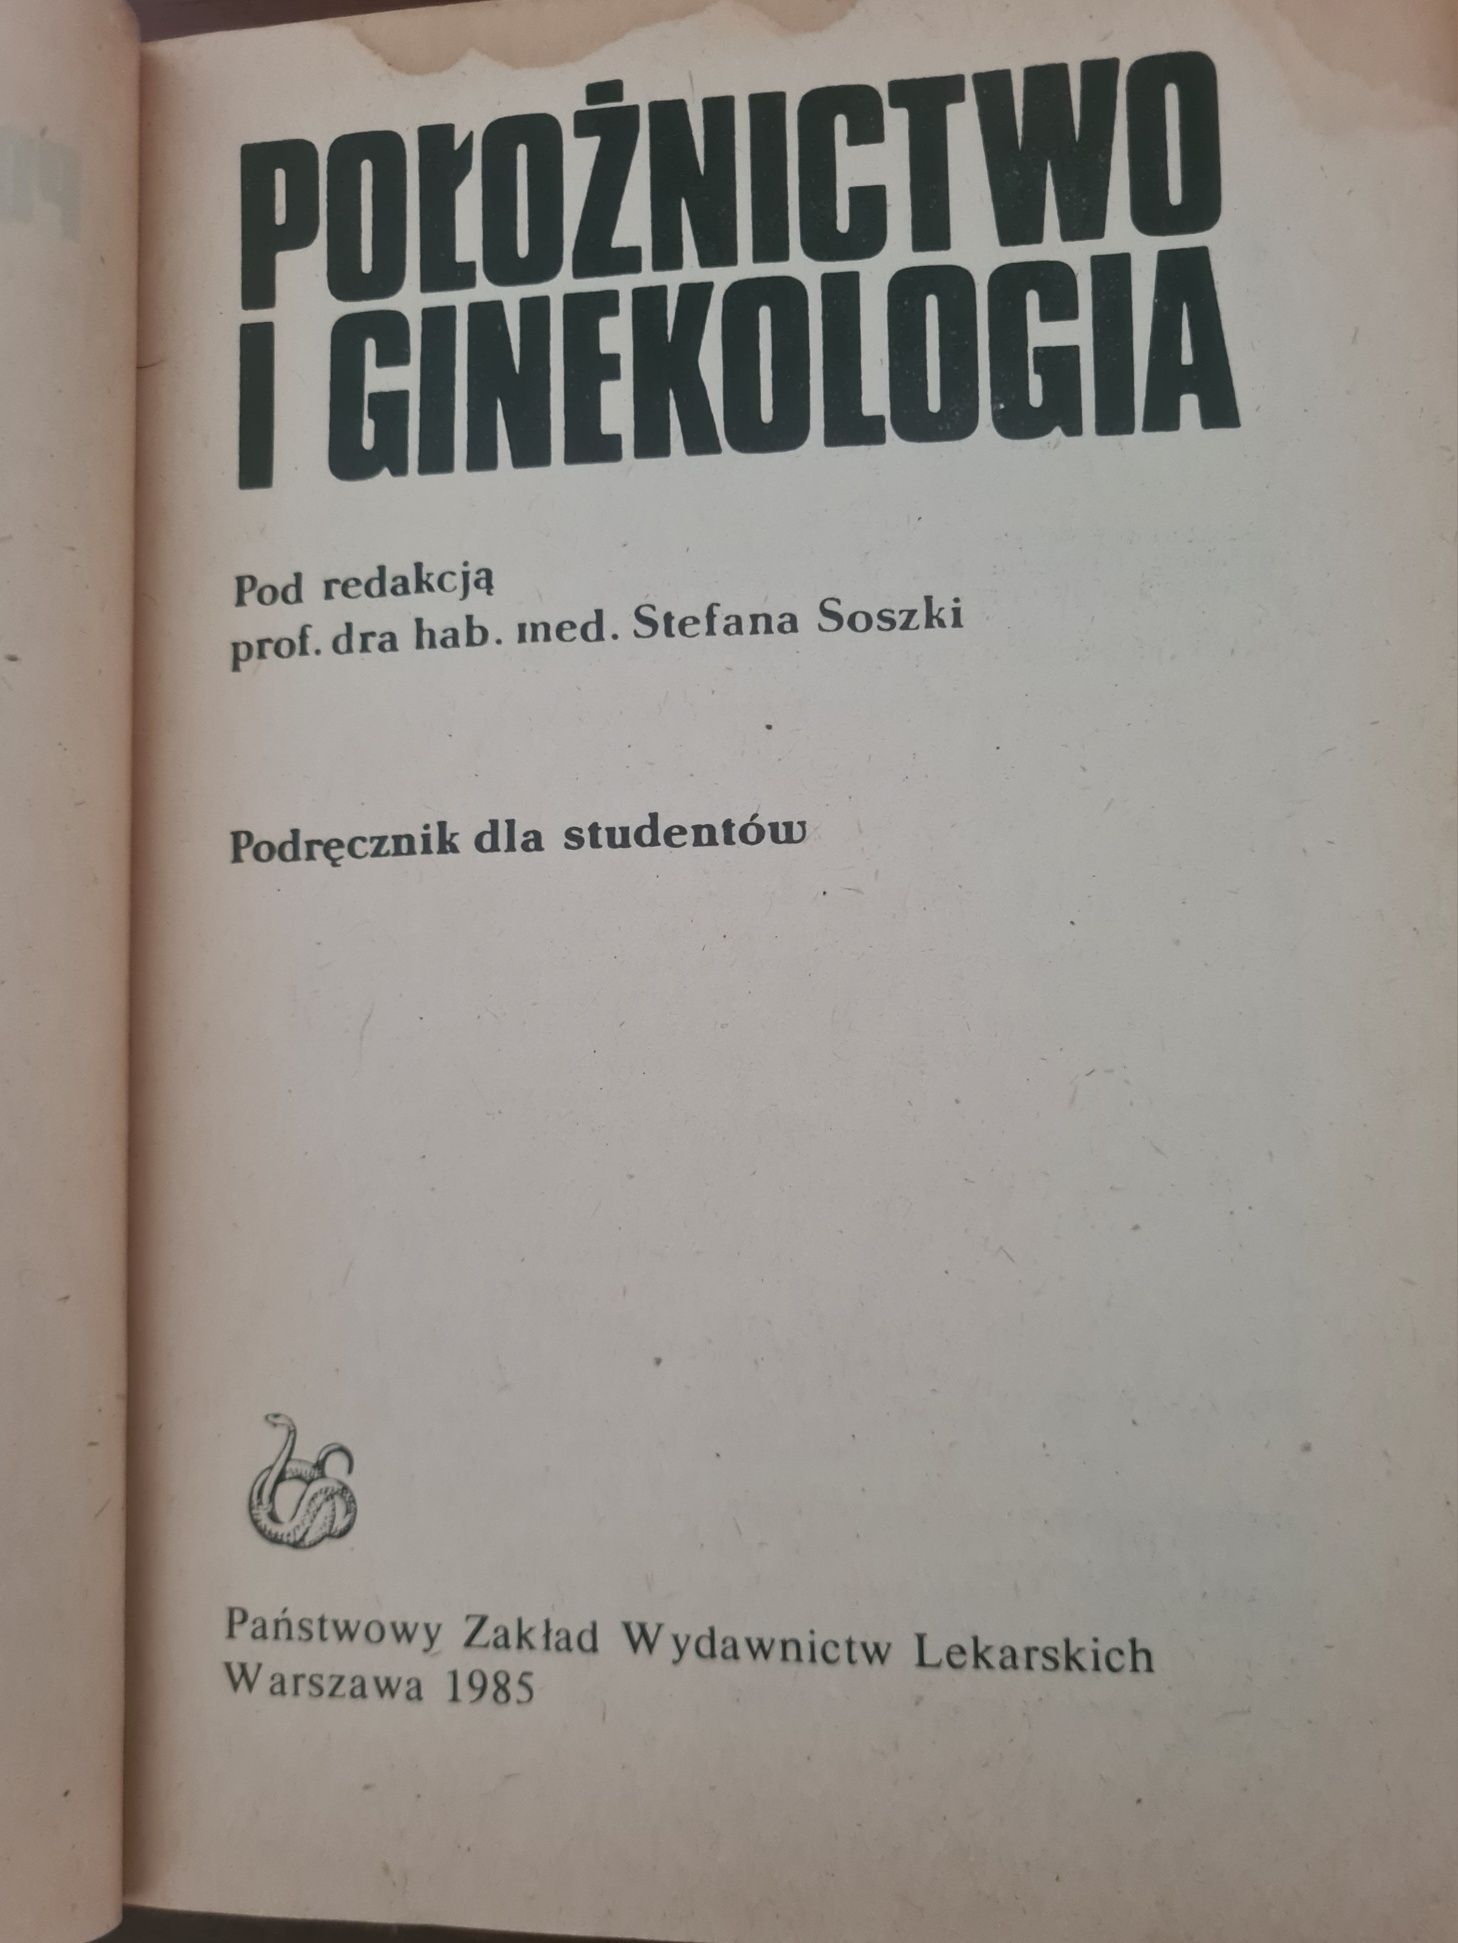 POŁOŻNICTWO
I GINEKOLOGIA
Pod redakcją
prof. dra hab. med. Stefana Soszki
Podręcznik dla studentów
Państwowy Zakład Wydawnictw Lekarskich
Warszawa 1985